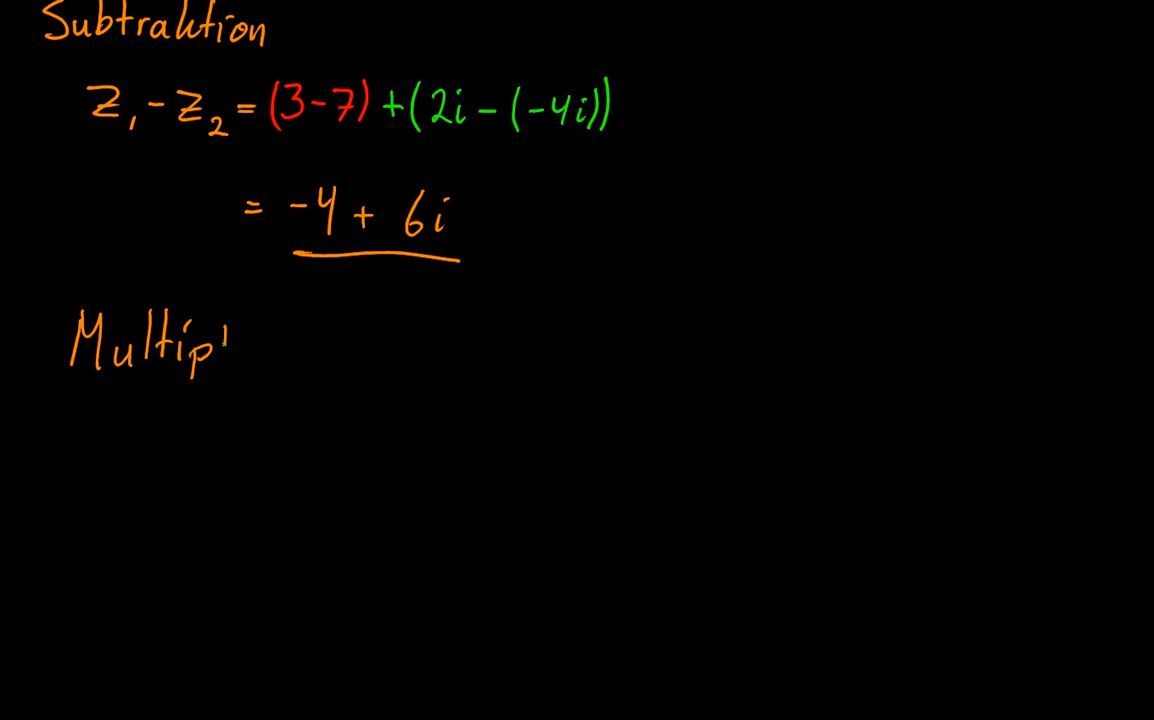 Subtraktion
z₁ - z₂ = (3-7) + (2i - (-4i))
= -4 + 6i
Multip